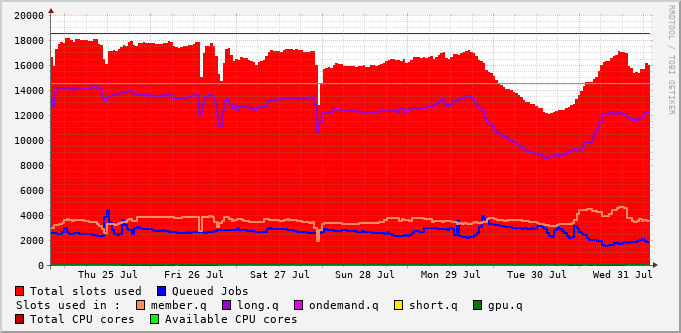 20000
18000
16000
14000
12000
10000
8000
6000
4000
2000
0
Thu 25 Jul Fri 26 Jul Sat 27 Jul Sun 28 Jul Mon 29 Jul Tue 30 Jul Wed 31 Jul
RRDTOOL / TOBI OETIKER
Total slots used Queued Jobs
Slots used in : member.q long.q ondemand.q short.q gpu.q
Total CPU cores Available CPU cores